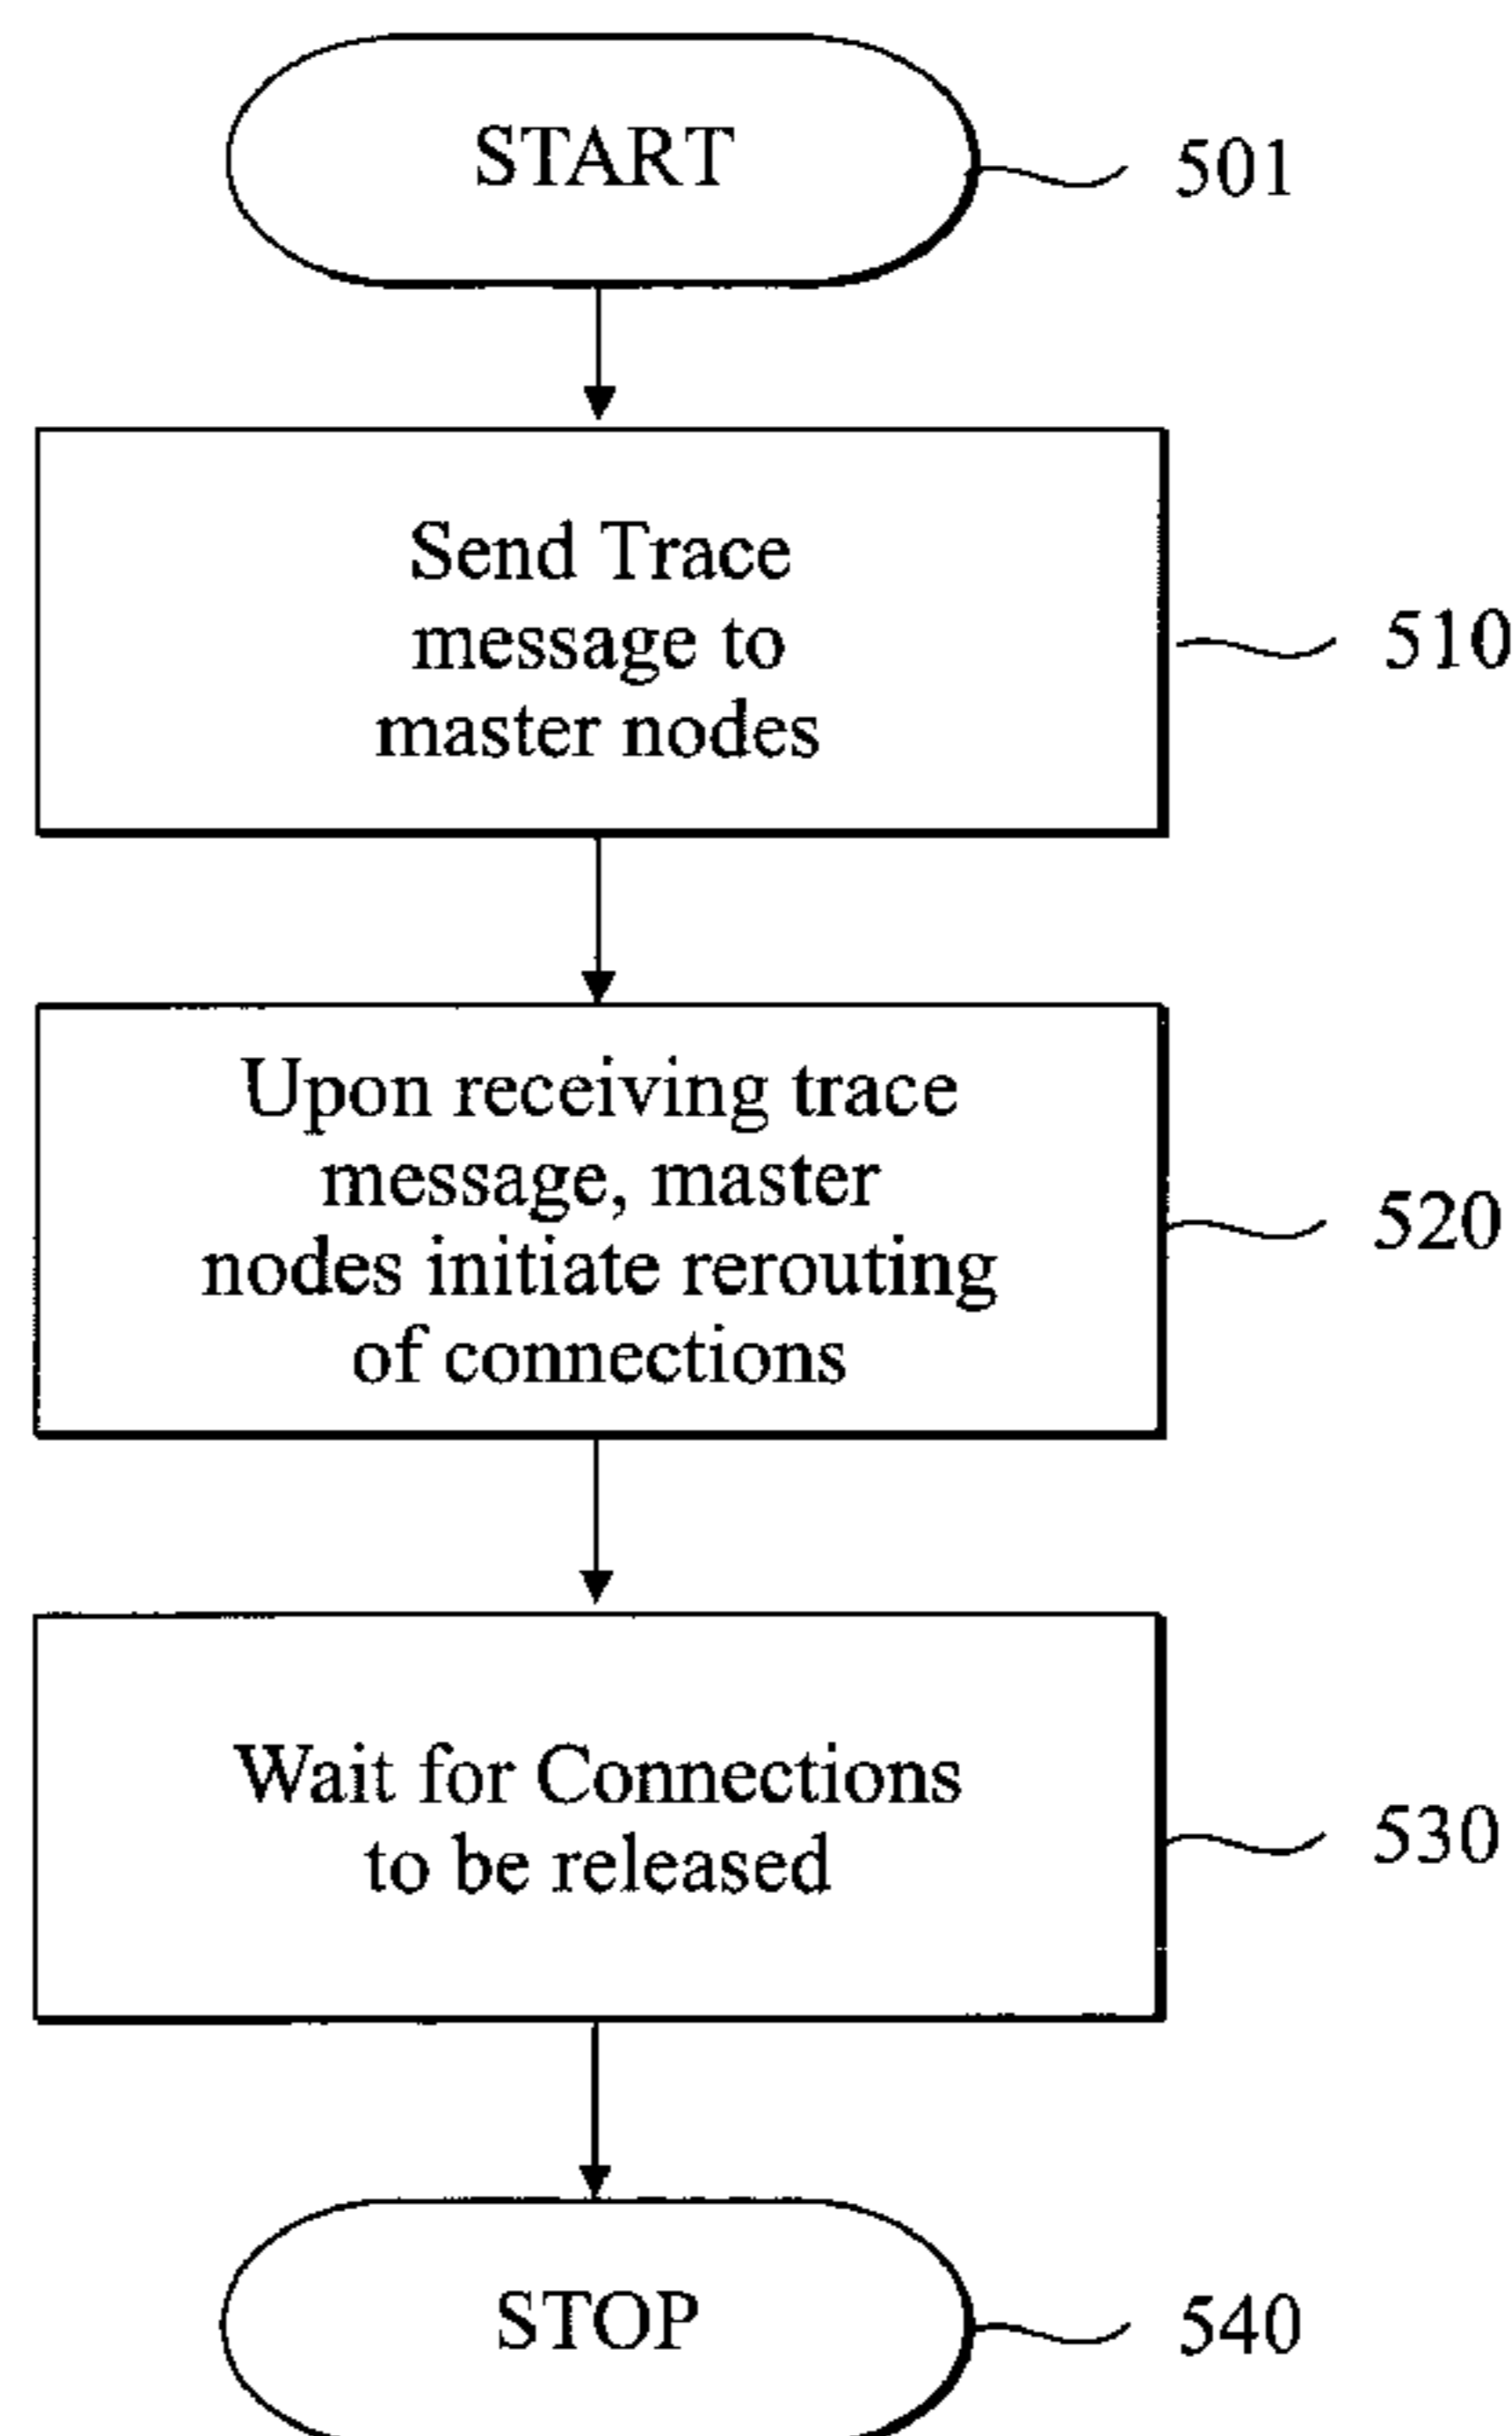 START
501
Send Trace
message to
master nodes
510
Upon receiving trace
message, master
nodes initiate rerouting
of connections
520
Wait for Connections
to be released
530
STOP
540